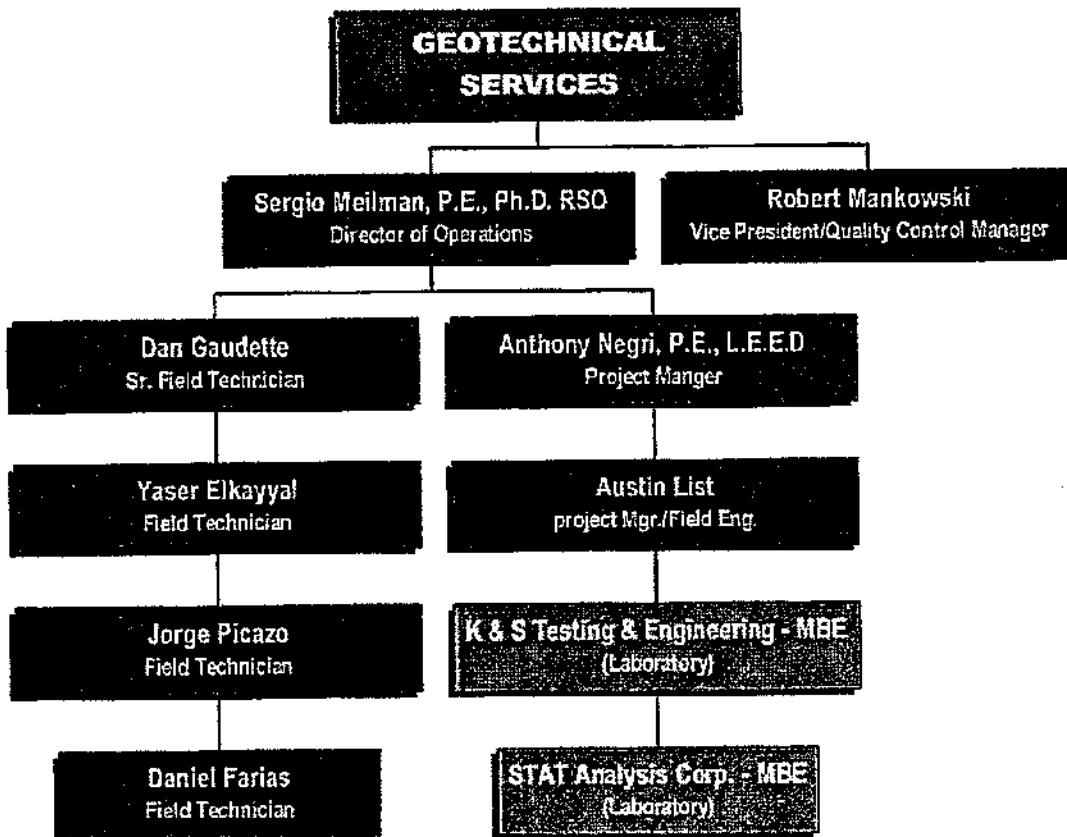 GEOTECHNICAL
SERVICES
Sergio Meilman, P.E., Ph.D. RSO
Director of Operations
Robert Mankowski
Vice President/Quality Control Manager
Dan Gaudette
Sr. Field Technician
Anthony Negri, P.E., L.E.E.D
Project Manger
Yaser Elkayyal
Field Technician
Austin List
project Mgr./Field Eng.
Jorge Picazo
Field Technician
K & S Testing & Engineering - MBE
(Laboratory)
Daniel Farias
Field Technician
STAT Analysis Corp. - MBE
(Laboratory)